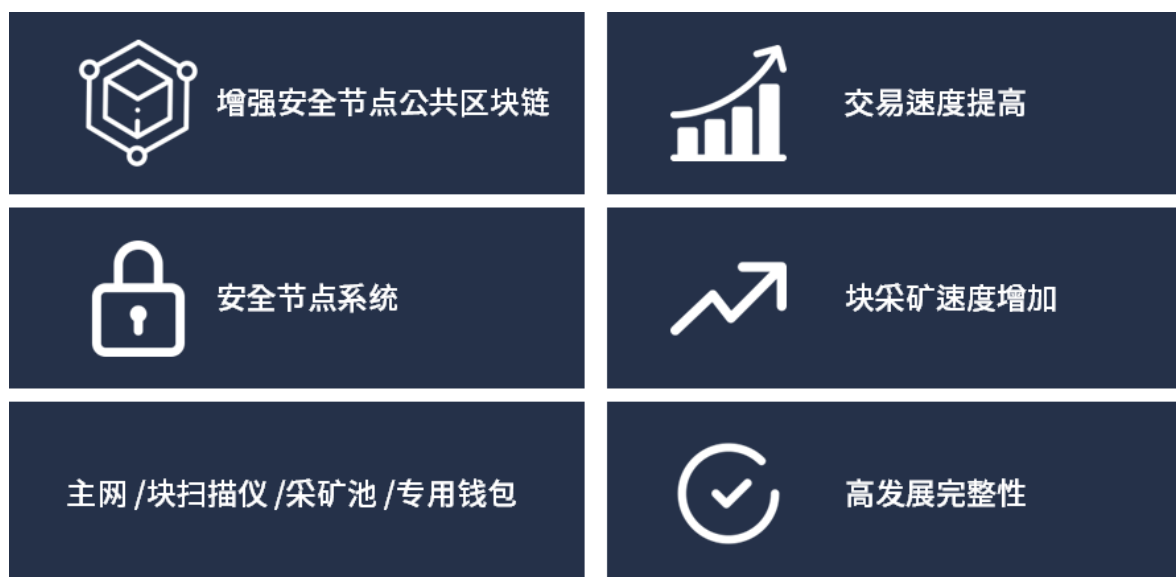 增强安全节点公共区块链
交易速度提高
安全节点系统
块采矿速度增加
主网 /块扫描仪 /采矿池 /专用钱包
高发展完整性